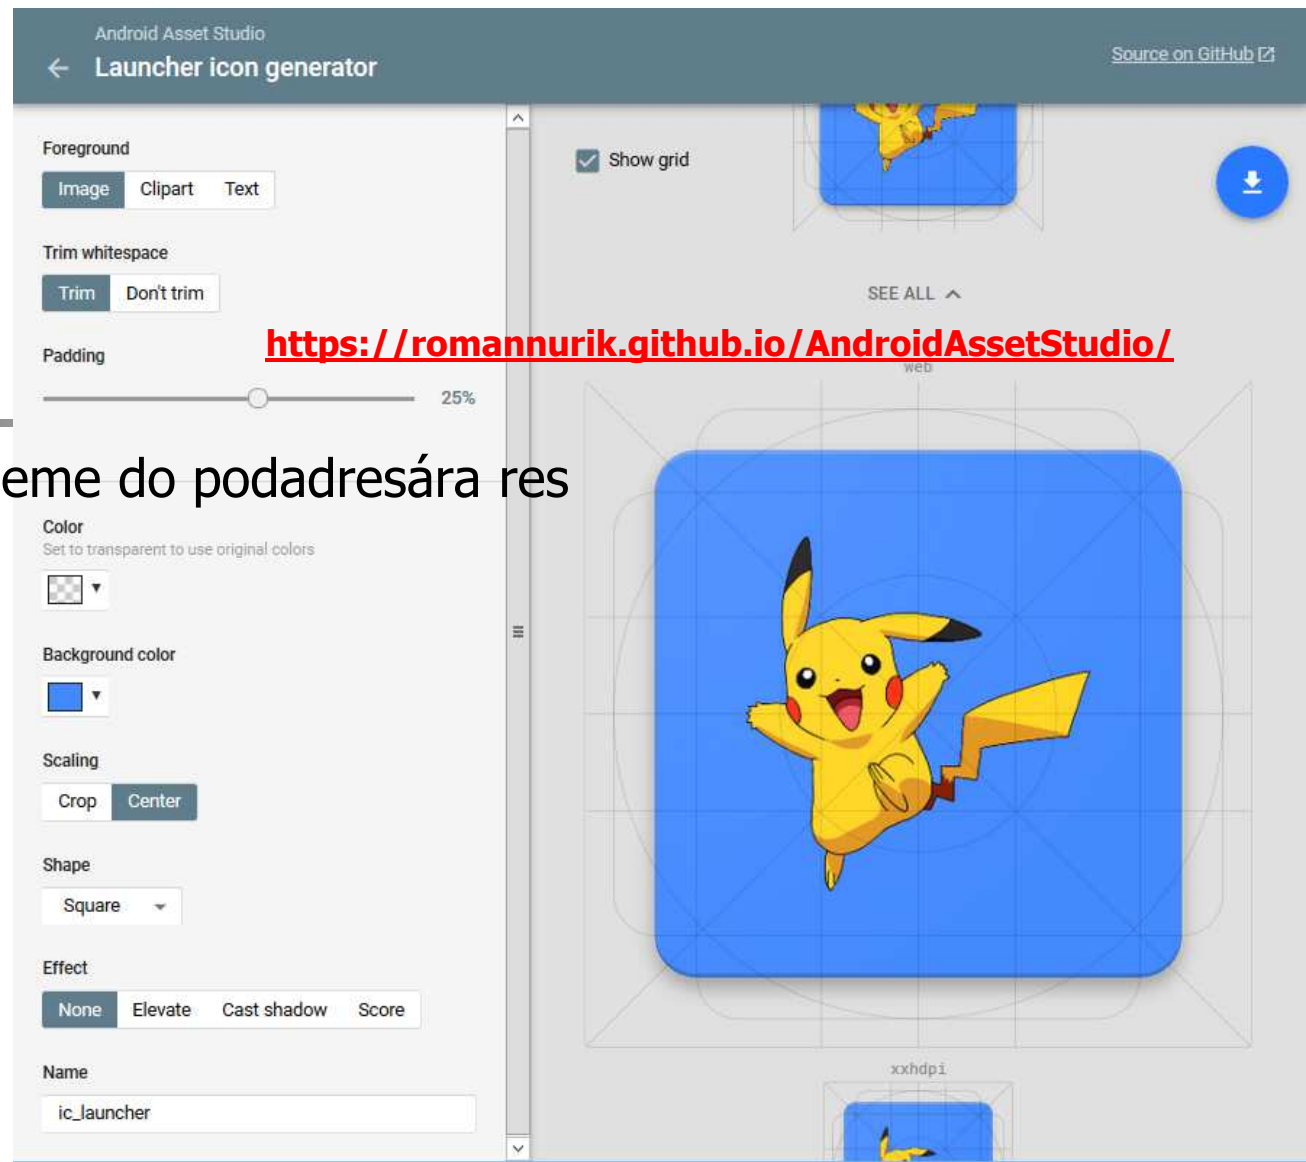 Android Asset Studio
Launcher icon generator
Source on GitHub
Foreground
Image Clipart Text
Show grid
Trim whitespace
Trim Don't trim
SEE ALL
https://romannurik.github.io/AndroidAssetStudio/
Padding
web
25%
eme do podadresára res
Color
Set to transparent to use original colors
Background color
Scaling
Crop Center
Shape
Square
Effect
None Elevate Cast shadow Score
Name
xxhdpi
ic_launcher